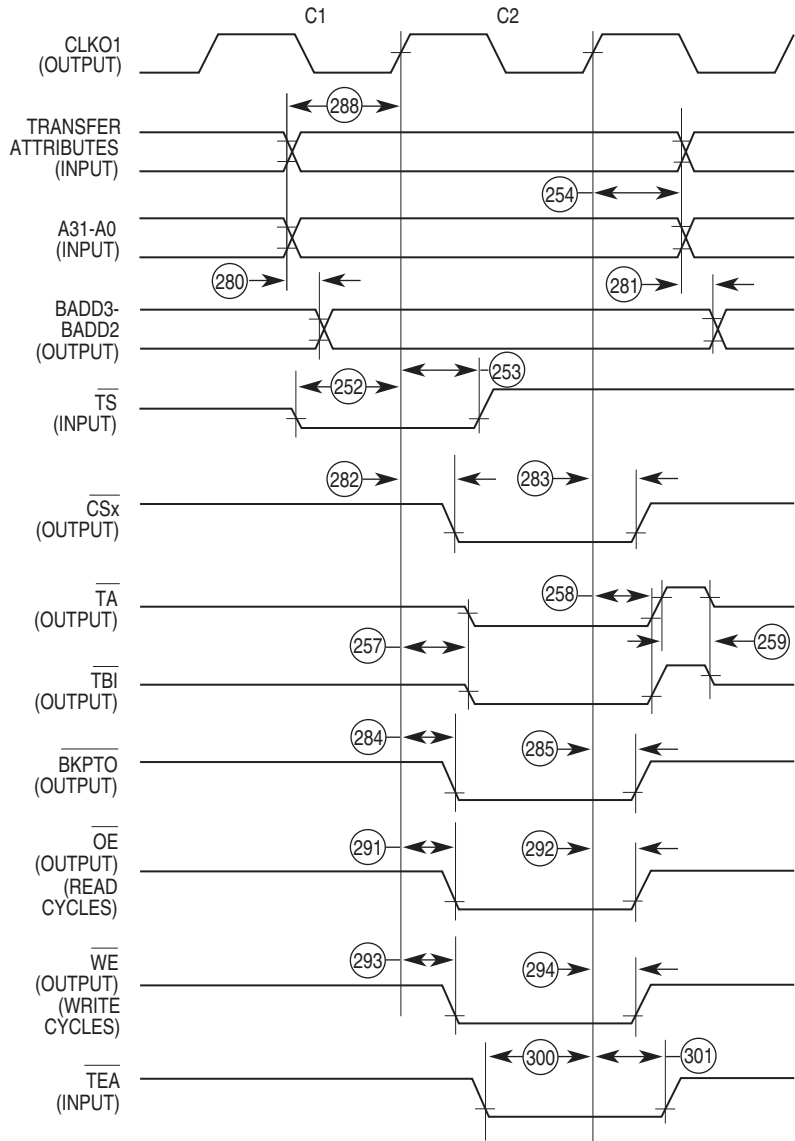 C1 C2
CLKO1
(OUTPUT)
288
TRANSFER
ATTRIBUTES
(INPUT)
254
A31-A0
(INPUT)
280 281
BADD3-
BADD2
(OUTPUT)
252 253
TS
(INPUT)
282 283
CSx
(OUTPUT)
258
TA
(OUTPUT)
257 259
TBI
(OUTPUT)
284 285
BKPTO
(OUTPUT)
291 292
OE
(OUTPUT)
(READ
CYCLES)
293 294
WE
(OUTPUT)
(WRITE
CYCLES)
300 301
TEA
(INPUT)